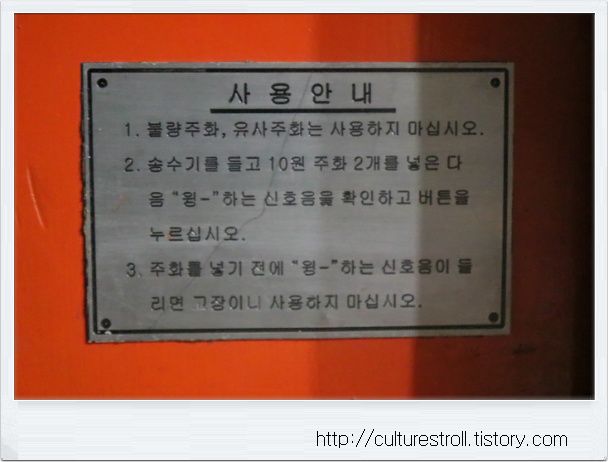 사용안내
1. 불량주화, 유사주화는 사용하지 마십시오.
2. 송수기를 들고 10원 주화 2개를 넣은 다
음 “윙-”하는 신호음을 확인하고 버튼을
누르십시오.
3. 주화를 넣기 전에 “윙-”하는 신호음이 들
리면 고장이니 사용하지 마십시오.
http://culturestroll.tistory.com